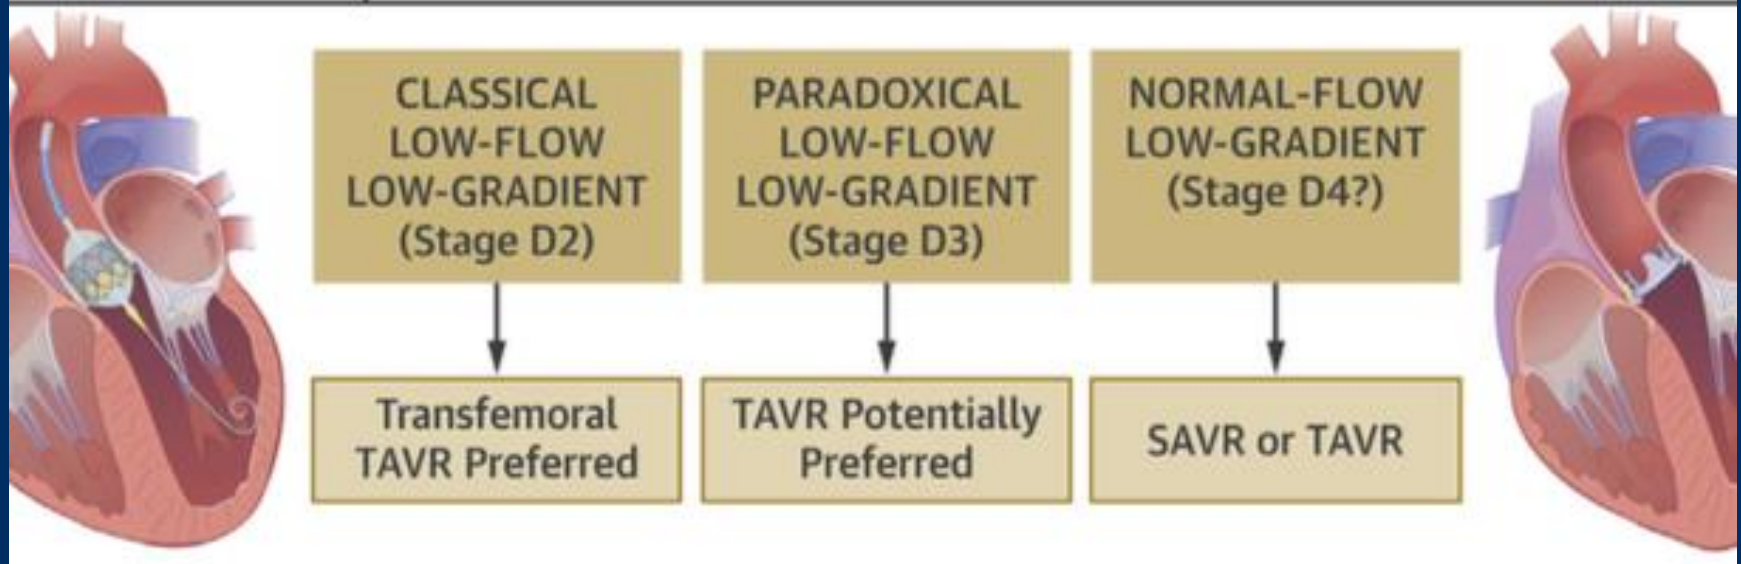 CLASSICAL
LOW-FLOW
LOW-GRADIENT
(Stage D2)
PARADOXICAL
LOW-FLOW
LOW-GRADIENT
(Stage D3)
NORMAL-FLOW
LOW-GRADIENT
(Stage D4?)
Transfemoral
TAVR Preferred
TAVR Potentially
Preferred
SAVR or TAVR